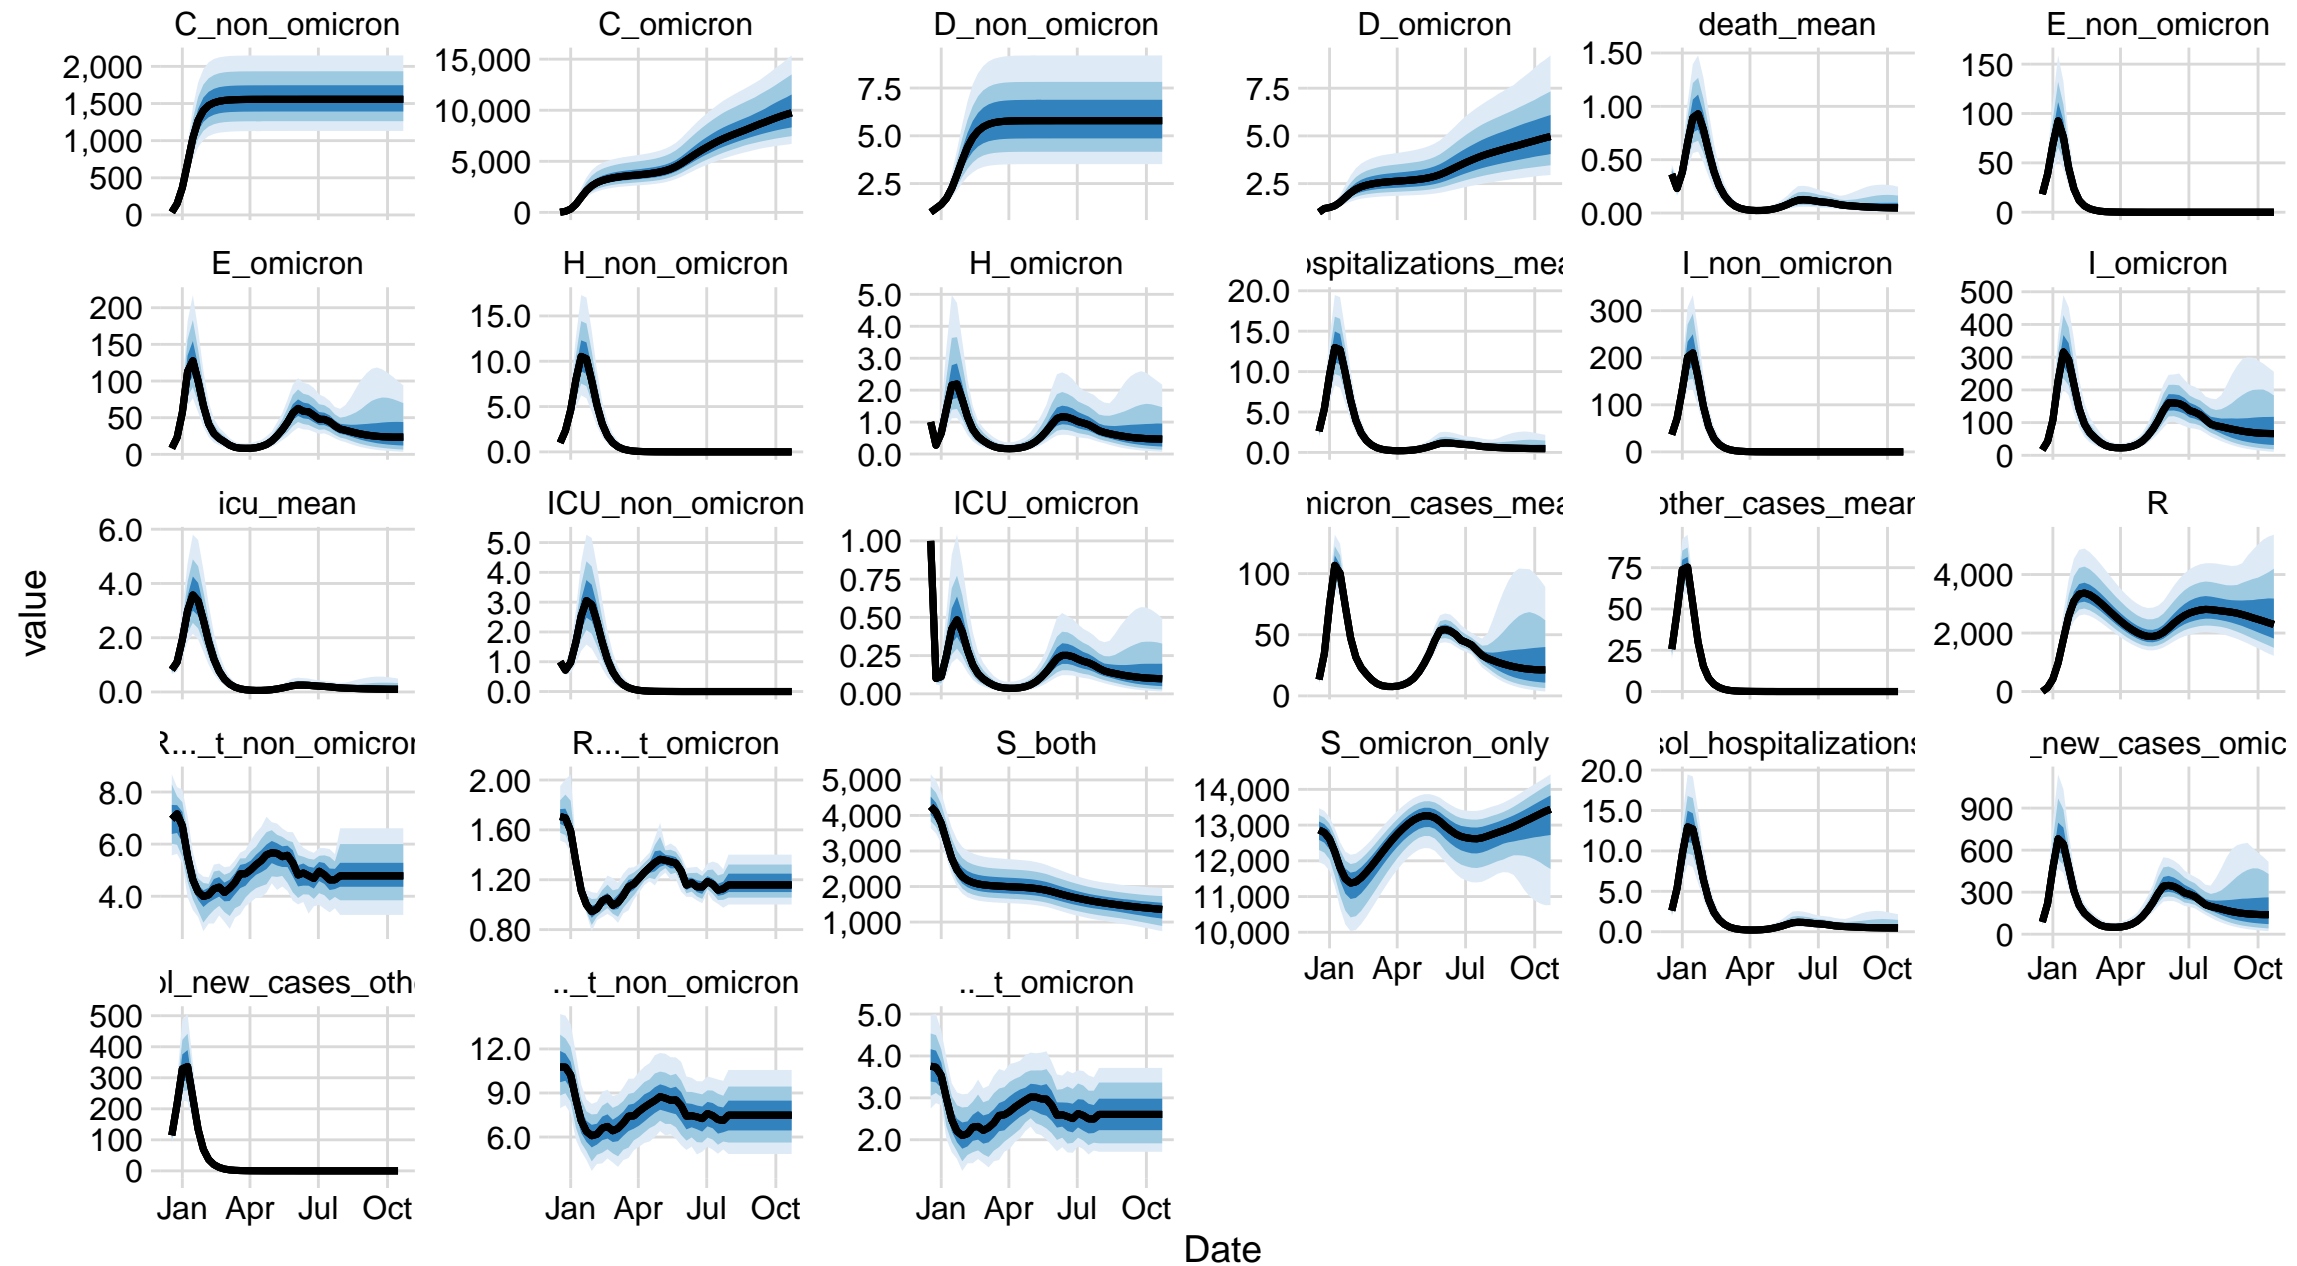 C_non_omicron C_omicron D_non_omicron D_omicron death_mean E_non_omicron
2,000 1,500 1,000 500 0
15,000 10,000 5,000 0
7.5 5.0 2.5
7.5 5.0 2.5
1.50 1.00 0.50 0.00
150 100 50 0
E_omicron H_non_omicron H_omicron ospitalizations_mea I_non_omicron I_omicron
200 150 100 50 0
15.0 10.0 5.0 0.0
5.0 4.0 3.0 2.0 1.0 0.0
20.0 15.0 10.0 5.0 0.0
300 200 100 0
500 400 300 200 100 0
icu_mean ICU_non_omicron ICU_omicron micron_cases_mea other_cases_mean R
6.0 4.0 2.0 0.0
5.0 4.0 3.0 2.0 1.0 0.0
1.00 0.75 0.50 0.25 0.00
100 50 0
75 50 25 0
4,000 2,000 0
value
R..._t_non_omicron R..._t_omicron S_both S_omicron_only sol_hospitalizations _new_cases_omic
8.0 6.0 4.0
2.00 1.60 1.20 0.80
5,000 4,000 3,000 2,000 1,000
14,000 13,000 12,000 11,000 10,000
20.0 15.0 10.0 5.0 0.0
900 600 300 0
Jan Apr Jul Oct
Jan Apr Jul Oct
Jan Apr Jul Oct
ol_new_cases_oth .._t_non_omicron .._t_omicron
500 400 300 200 100 0
12.0 9.0 6.0
5.0 4.0 3.0 2.0
Jan Apr Jul Oct
Jan Apr Jul Oct
Jan Apr Jul Oct
Date